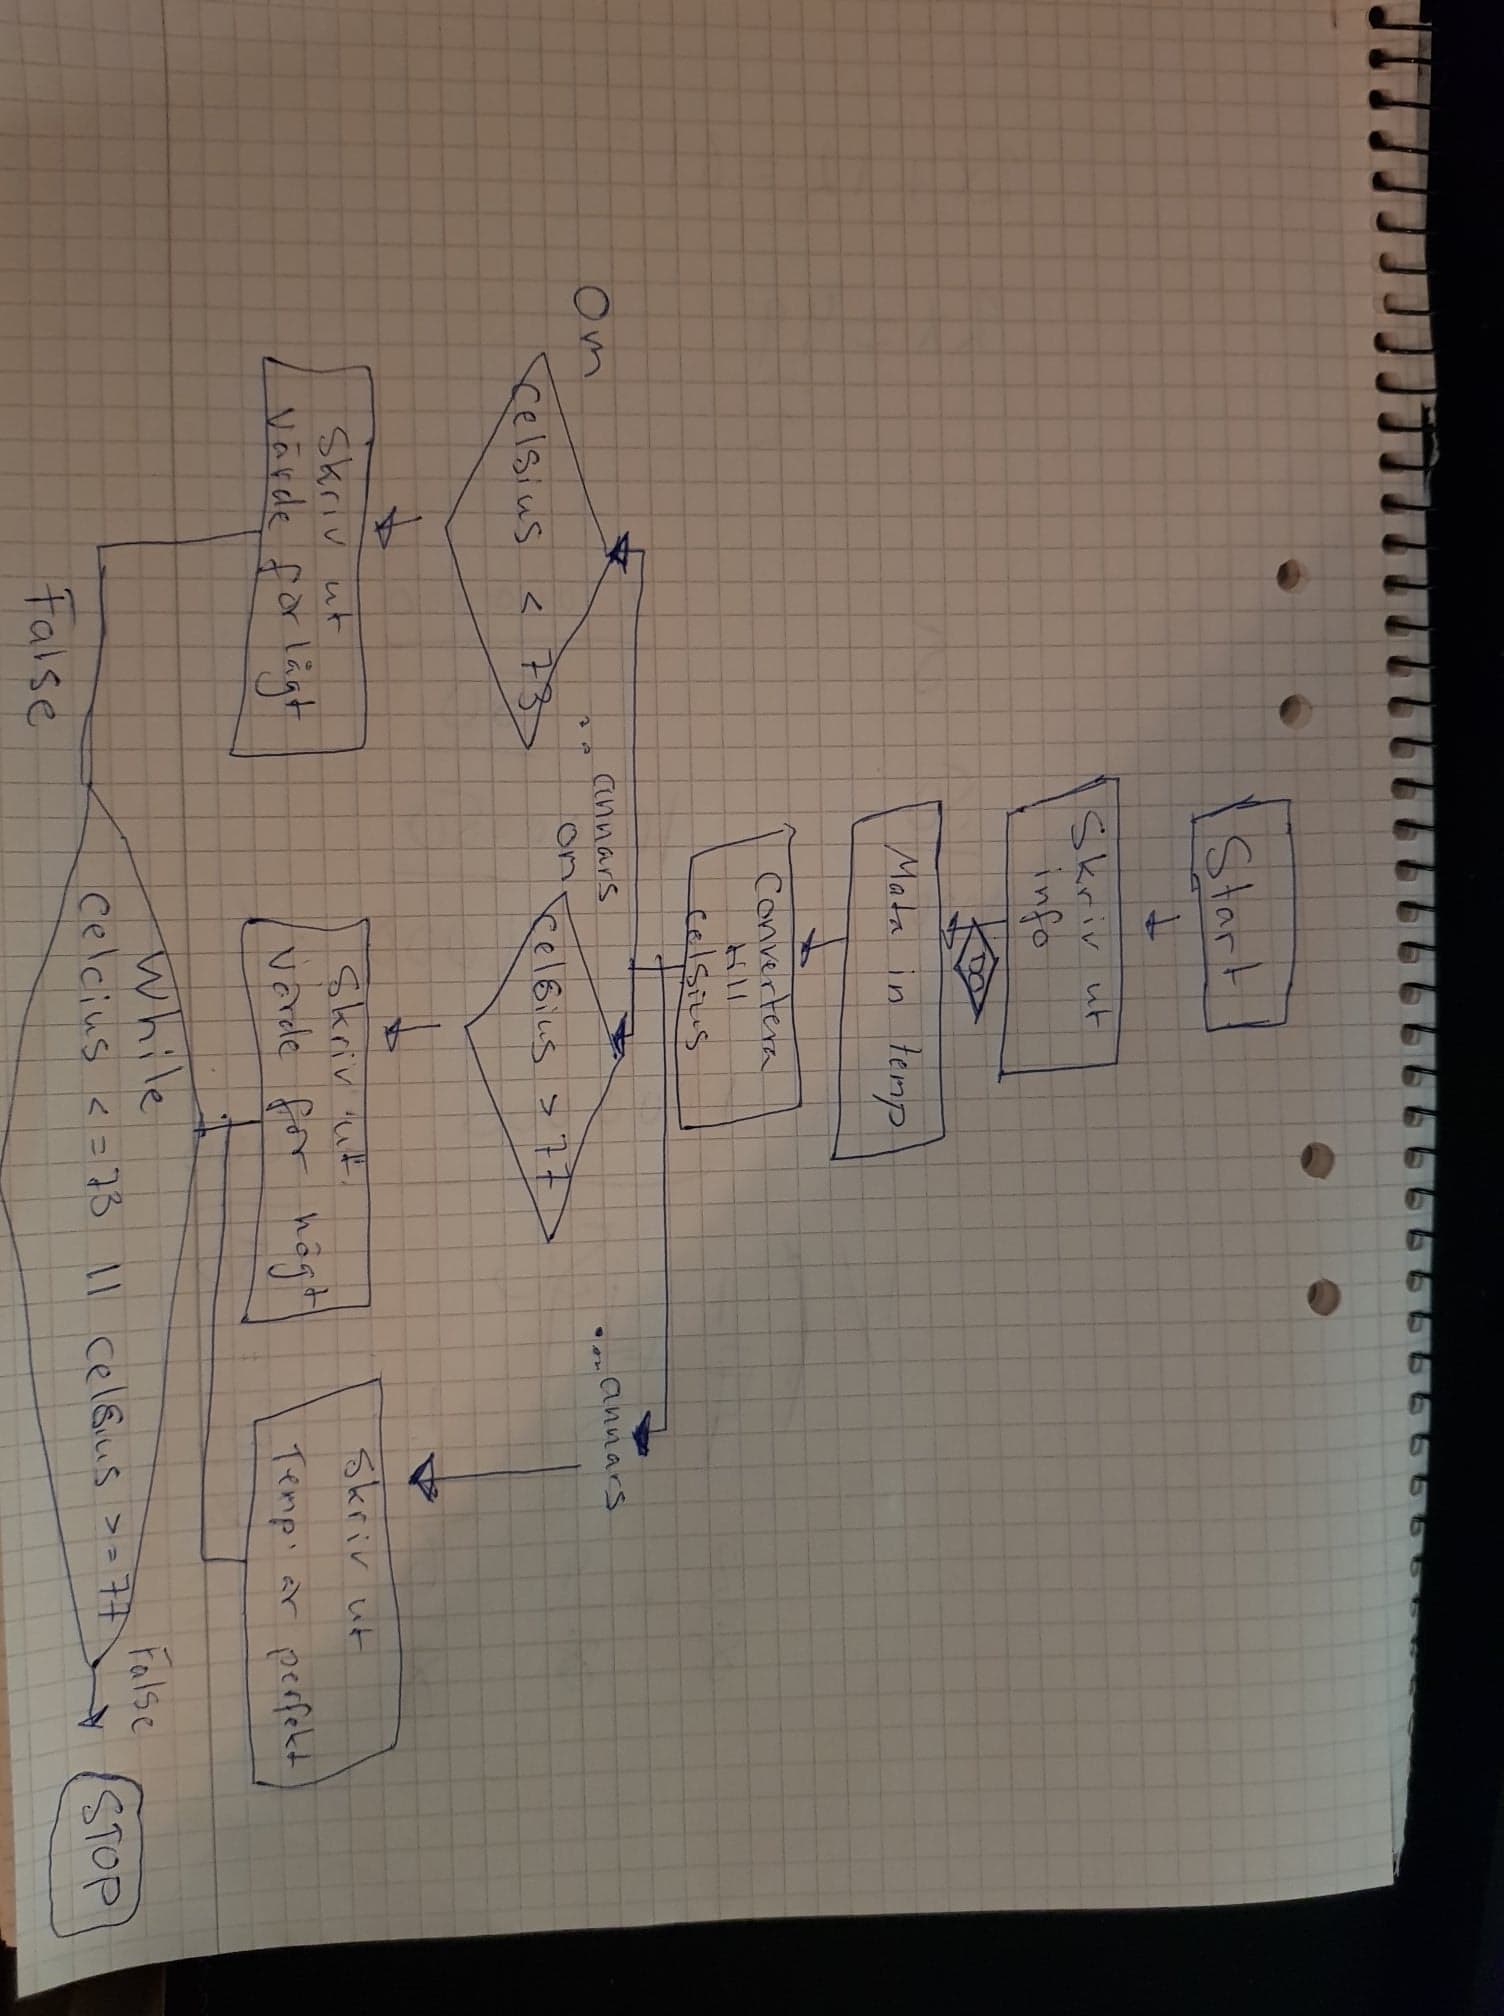 Start
Skriv ut
info
DO
Mata in temp
Convertera
till
celsius
Om
Celsius < 73
... annars
om
Celsius > 77
... annars
Skriv ut
Värde för lågt
Skriv ut
Värde för högt
Skriv ut
Temp. är perfekt
While
Celcius <= 73 || Celsius >= 77
False
False
STOP